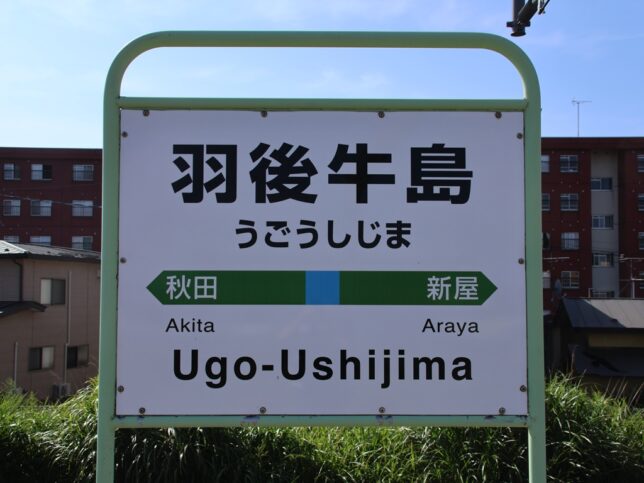 羽後牛島
うごうしじま
秋田 新屋
Akita Araya
Ugo-Ushijima